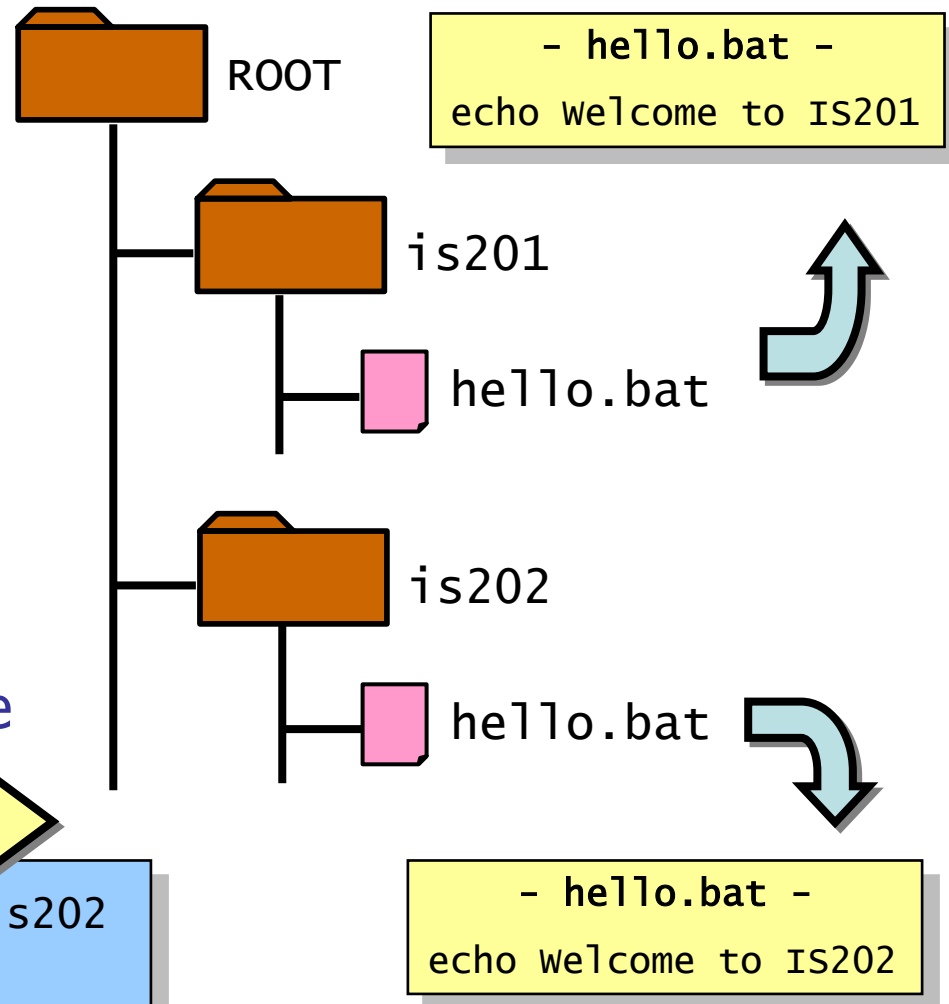 ROOT
- hello.bat -
echo Welcome to IS201
is201
hello.bat
is202
hello.bat
e
s202
- hello.bat -
echo Welcome to IS202